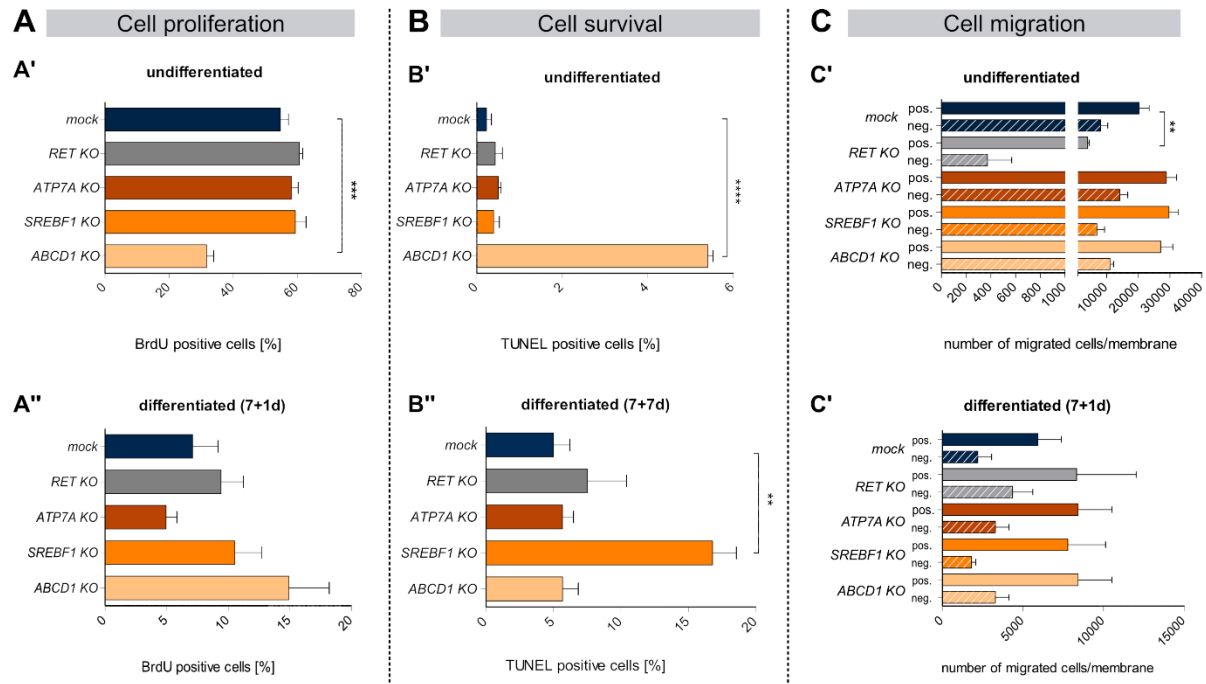 A Cell proliferation
B Cell survival
C Cell migration
A' undifferentiated
mock
RET KO
ATP7A KO
SREBF1 KO
ABCD1 KO
***
0 20 40 60 80
BrdU positive cells [%]
B' undifferentiated
mock
RET KO
ATP7A KO
SREBF1 KO
ABCD1 KO
****
0 2 4 6
TUNEL positive cells [%]
C' undifferentiated
mock pos.
neg.
RET KO pos.
neg.
ATP7A KO pos.
neg.
SREBF1 KO pos.
neg.
ABCD1 KO pos.
neg.
**
0 200 400 600 800 1000 10000 20000 30000 40000
number of migrated cells/membrane
A'' differentiated (7+1d)
mock
RET KO
ATP7A KO
SREBF1 KO
ABCD1 KO
0 5 10 15 20
BrdU positive cells [%]
B'' differentiated (7+7d)
mock
RET KO
ATP7A KO
SREBF1 KO
ABCD1 KO
**
0 5 10 15 20
TUNEL positive cells [%]
C' differentiated (7+1d)
mock pos.
neg.
RET KO pos.
neg.
ATP7A KO pos.
neg.
SREBF1 KO pos.
neg.
ABCD1 KO pos.
neg.
0 5000 10000 15000
number of migrated cells/membrane